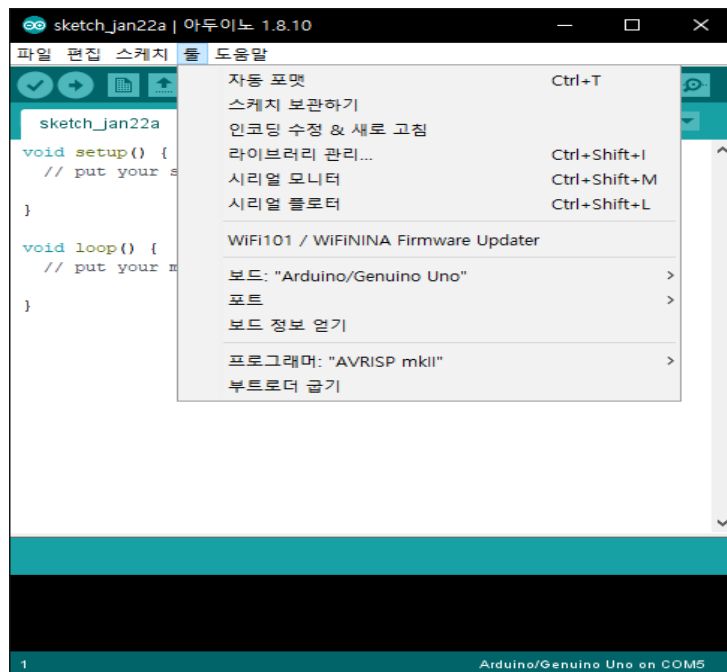 sketch_jan22a | 아두이노 1.8.10
파일 편집 스케치 툴 도움말
자동 포맷 Ctrl+T
스케치 보관하기
sketch_jan22a
인코딩 수정 & 새로 고침
void setup() {
라이브러리 관리... Ctrl+Shift+I
// put your s
시리얼 모니터 Ctrl+Shift+M
}
시리얼 플로터 Ctrl+Shift+L
WiFi101 / WiFiNINA Firmware Updater
void loop() {
// put your m
보드: "Arduino/Genuino Uno"
포트
}
보드 정보 얻기
프로그래머: "AVRISP mkII"
부트로더 굽기
1 Arduino/Genuino Uno on COM5